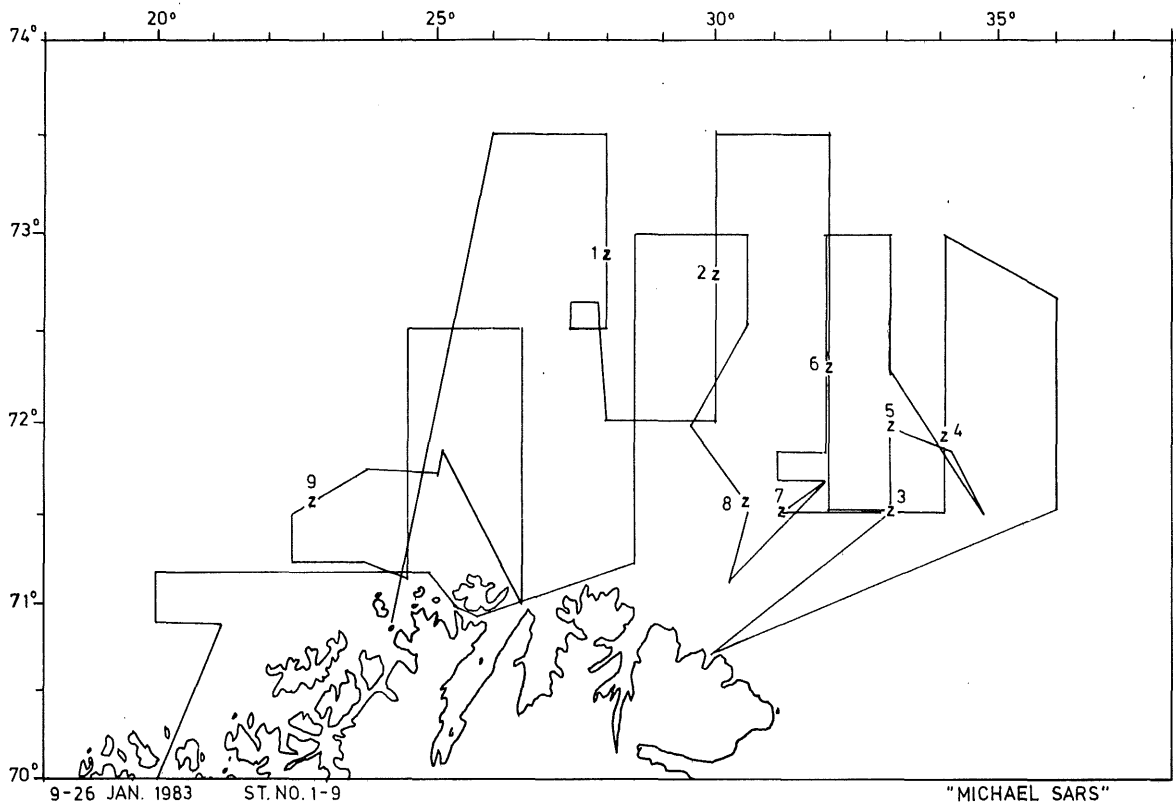 20° 25° 30° 35°
74°
73°
1 z
2 z
6 z
72°
5
z
z 4
9
z
8 z
7
z
3
z
71°
70°
9-26 JAN. 1983 ST. NO. 1-9 "MICHAEL SARS"